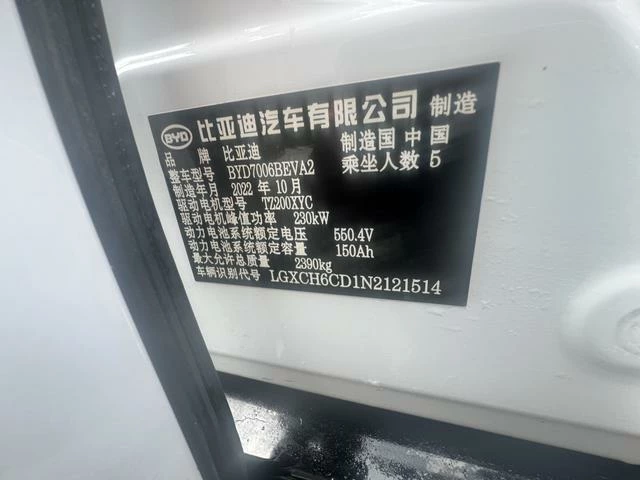 BYD 比亚迪汽车有限公司 制造
品 牌 比亚迪 制造国 中国
整车型号 BYD7006BEVA2 乘坐人数 5
制造年月 2022 年 10 月
驱动电机型号 TZ200XYC
驱动电机峰值功率 230kW
动力电池系统额定电压 550.4V
动力电池系统额定容量 150Ah
最大允许总质量 2390kg
车辆识别代号 LGXCH6CD1N2121514